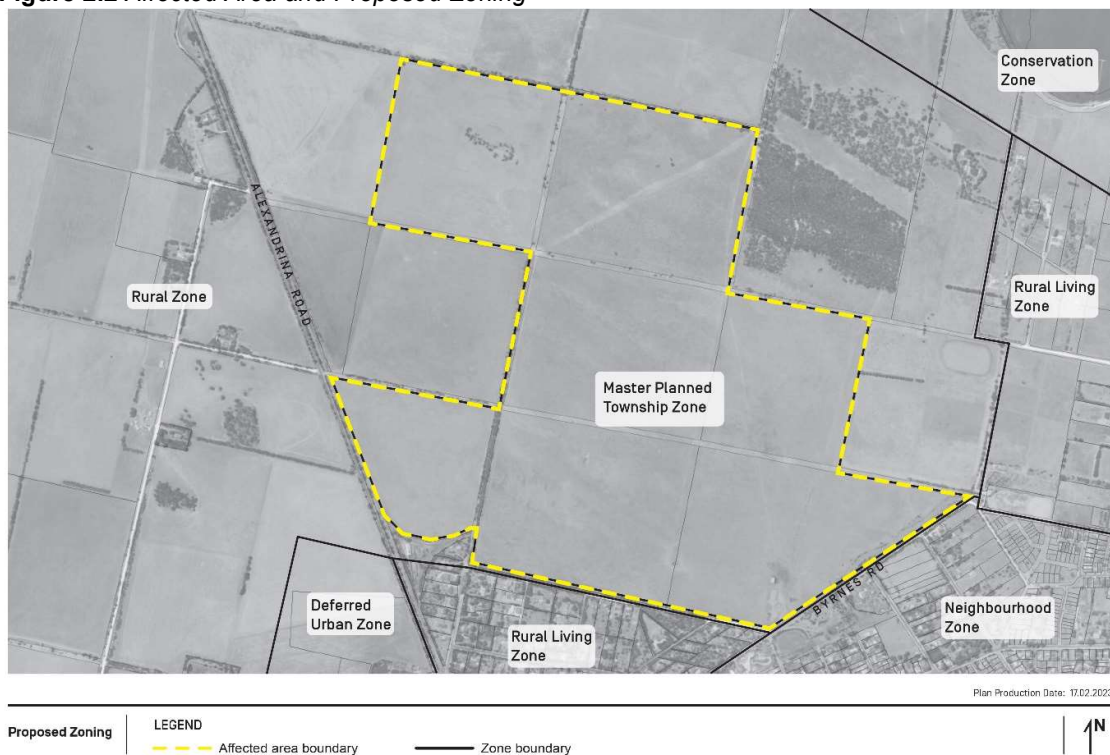 Figure 2.2 Affected Area and Proposed Zoning
Conservation
Zone
ALEXANDRINA ROAD
Rural Zone
Rural Living
Zone
Master Planned
Township Zone
BYRNES RD
Deferred
Urban Zone
Rural Living
Zone
Neighbourhood
Zone
Plan Production Date: 17.02.2023
Proposed Zoning
LEGEND
Affected area boundary
Zone boundary
N